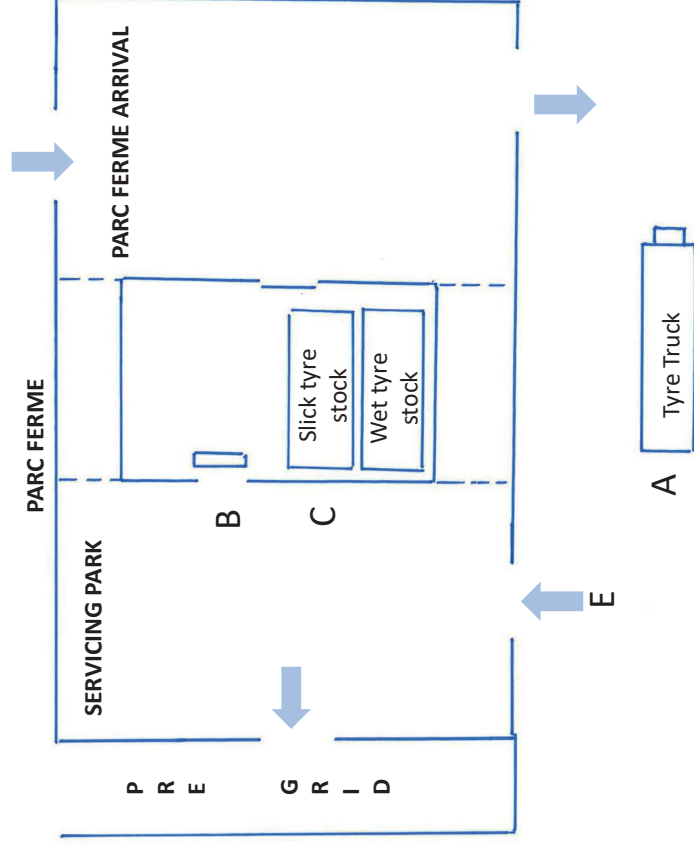 PARC FERME
SERVICING PARK
PARC FERME ARRIVAL
P
R
E
G
R
I
D
B
C
Slick tyre
stock
Wet tyre
stock
E
A
Tyre Truck